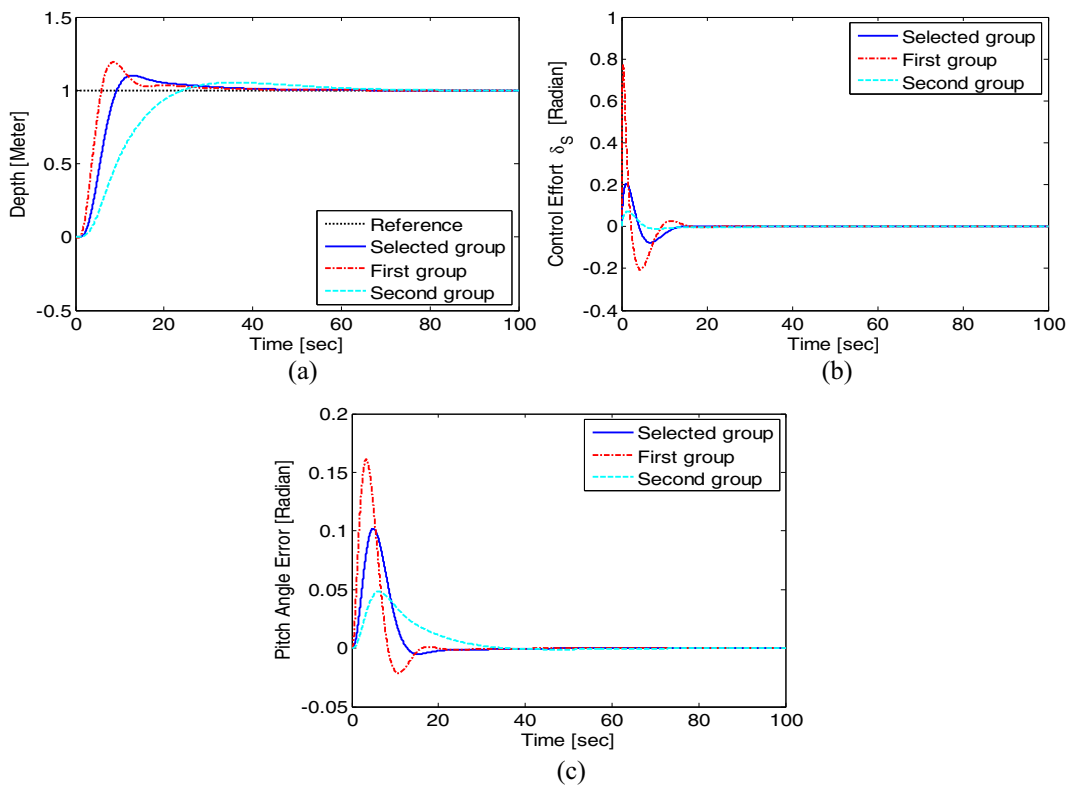 1.5
1
0.5
0
-0.5
Depth [Meter]
0 20 40 60 80 100
Time [sec]
Reference
Selected group
First group
Second group
(a)
1
0.8
0.6
0.4
0.2
0
-0.2
-0.4
Control Effort δS [Radian]
0 20 40 60 80 100
Time [sec]
Selected group
First group
Second group
(b)
0.2
0.15
0.1
0.05
0
-0.05
Pitch Angle Error [Radian]
0 20 40 60 80 100
Time [sec]
Selected group
First group
Second group
(c)